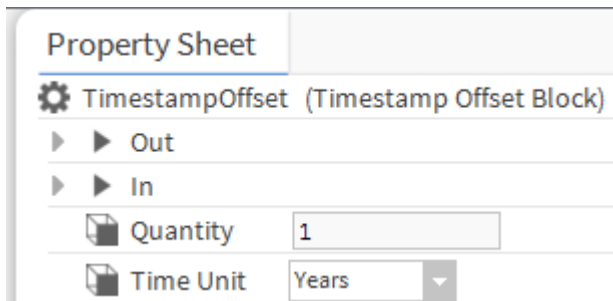 Property Sheet
TimestampOffset (Timestamp Offset Block)
Out
In
Quantity 1
Time Unit Years